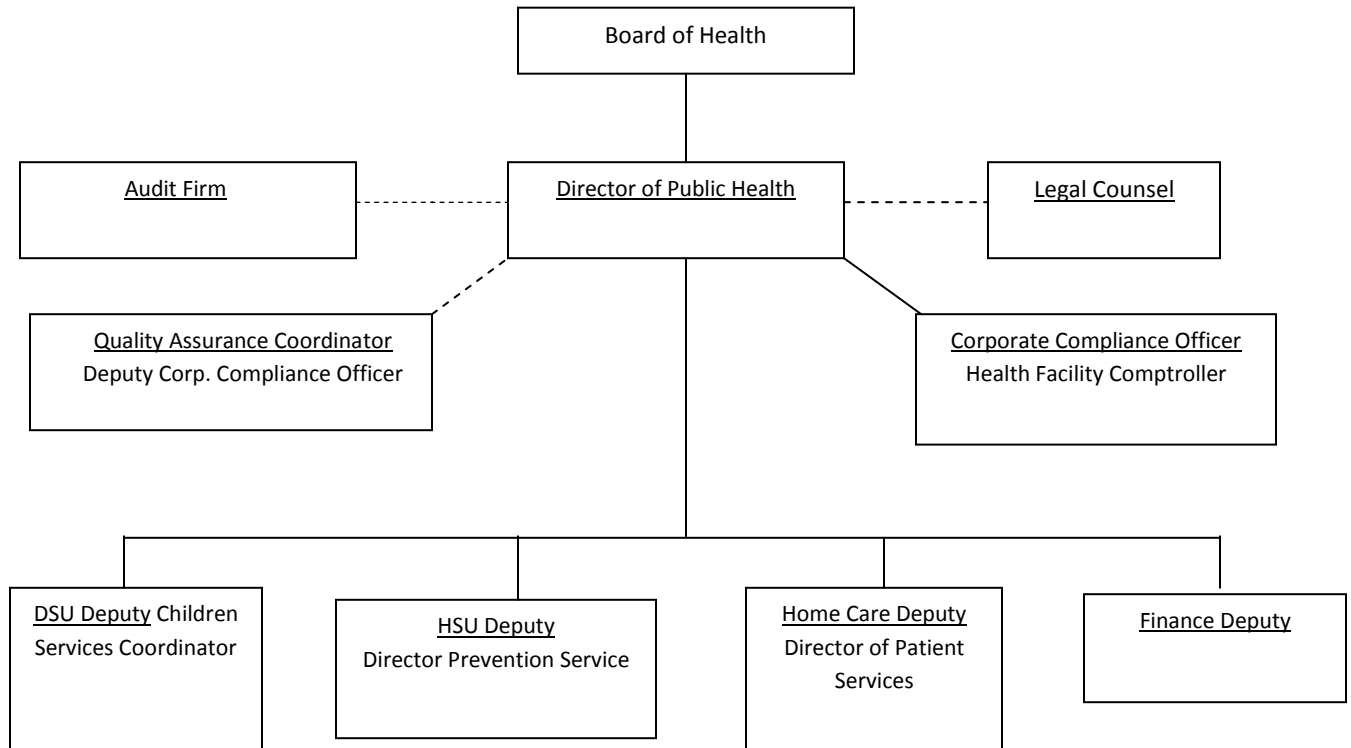 Board of Health
Audit Firm
Director of Public Health
Legal Counsel
Quality Assurance Coordinator
Deputy Corp. Compliance Officer
Corporate Compliance Officer
Health Facility Comptroller
DSU Deputy Children
Services Coordinator
HSU Deputy
Director Prevention Service
Home Care Deputy
Director of Patient
Services
Finance Deputy